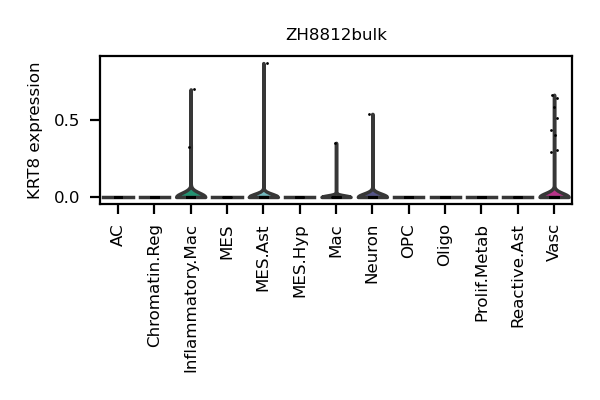 ZH8812bulk
KRT8 expression
0.5
0.0
AC
Chromatin.Reg
Inflammatory.Mac
MES
MES.Ast
MES.Hyp
Mac
Neuron
OPC
Oligo
Prolif.Metab
Reactive.Ast
Vasc